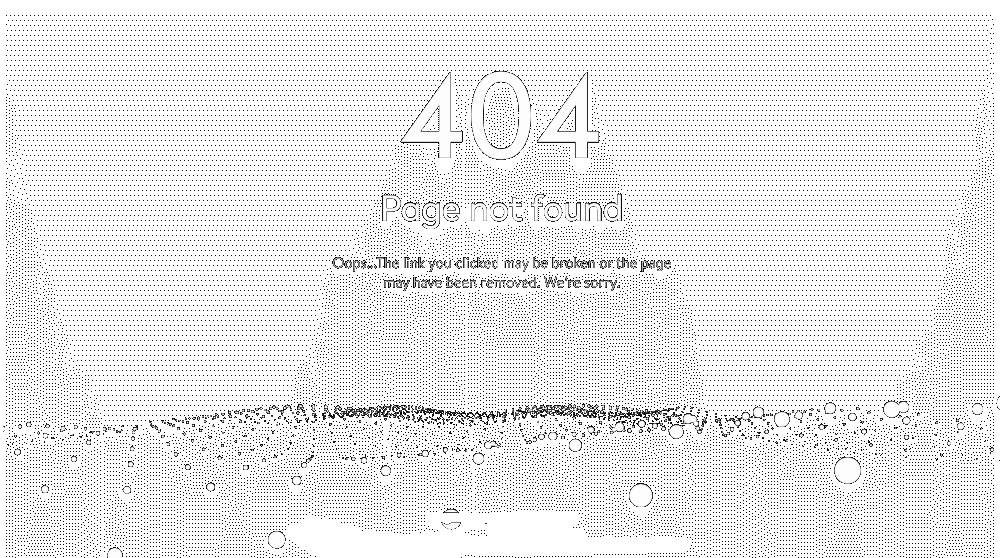 404
Page not found
Oops...The link you clicked may be broken or the page
may have been removed. We're sorry.